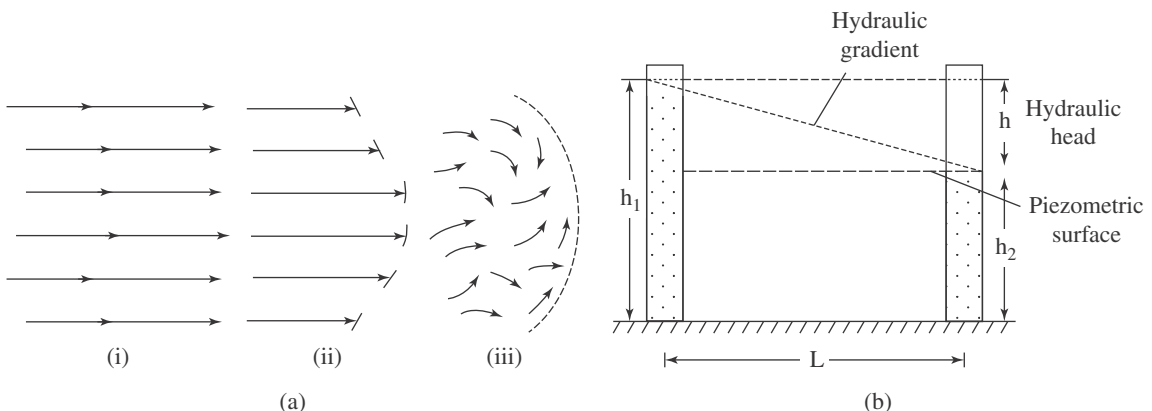 (i)
(ii)
(iii)
(a)
Hydraulic
gradient
h
Hydraulic
head
h1
Piezometric
surface
h2
L
(b)